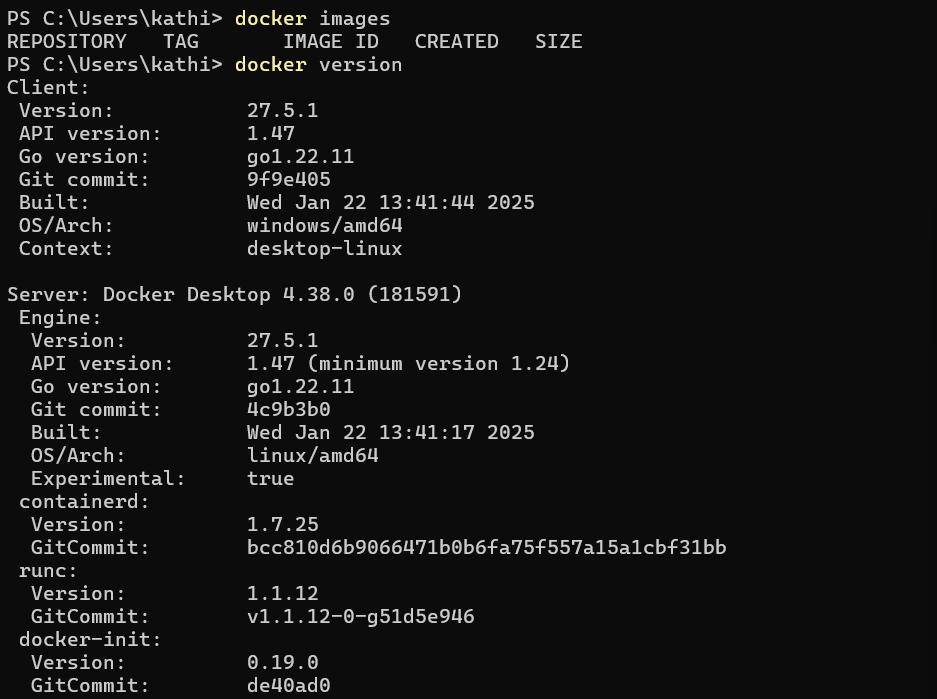 PS C:\Users\kathi> docker images
REPOSITORY   TAG       IMAGE ID   CREATED   SIZE
PS C:\Users\kathi> docker version
Client:
 Version:           27.5.1
 API version:       1.47
 Go version:        go1.22.11
 Git commit:        9f9e405
 Built:             Wed Jan 22 13:41:44 2025
 OS/Arch:           windows/amd64
 Context:           desktop-linux

Server: Docker Desktop 4.38.0 (181591)
 Engine:
  Version:          27.5.1
  API version:      1.47 (minimum version 1.24)
  Go version:       go1.22.11
  Git commit:       4c9b3b0
  Built:            Wed Jan 22 13:41:17 2025
  OS/Arch:          linux/amd64
  Experimental:     true
 containerd:
  Version:          1.7.25
  GitCommit:        bcc810d6b9066471b0b6fa75f557a15a1cbf31bb
 runc:
  Version:          1.1.12
  GitCommit:        v1.1.12-0-g51d5e946
 docker-init:
  Version:          0.19.0
  GitCommit:        de40ad0